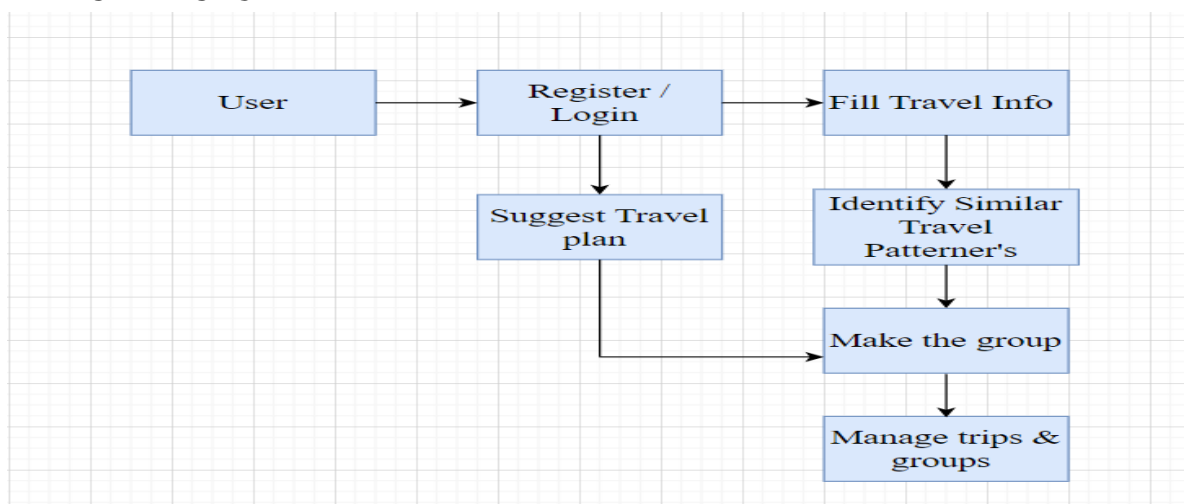 User
Register /
Login
Fill Travel Info
Suggest Travel
plan
Identify Similar
Travel
Patterner's
Make the group
Manage trips &
groups